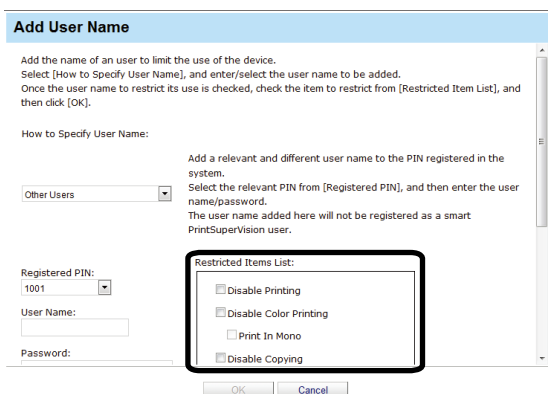 Add User Name
Add the name of an user to limit the use of the device.
Select [How to Specify User Name], and enter/select the user name to be added.
Once the user name to restrict its use is checked, check the item to restrict from [Restricted Item List], and
then click [OK].
How to Specify User Name:
Add a relevant and different user name to the PIN registered in the
system.
Other Users
Select the relevant PIN from [Registered PIN], and then enter the user
name/password.
The user name added here will not be registered as a smart
PrintSuperVision user.
Registered PIN:
1001
User Name:
Password:
Restricted Items List:
Disable Printing
Disable Color Printing
Print In Mono
Disable Copying
OK
Cancel